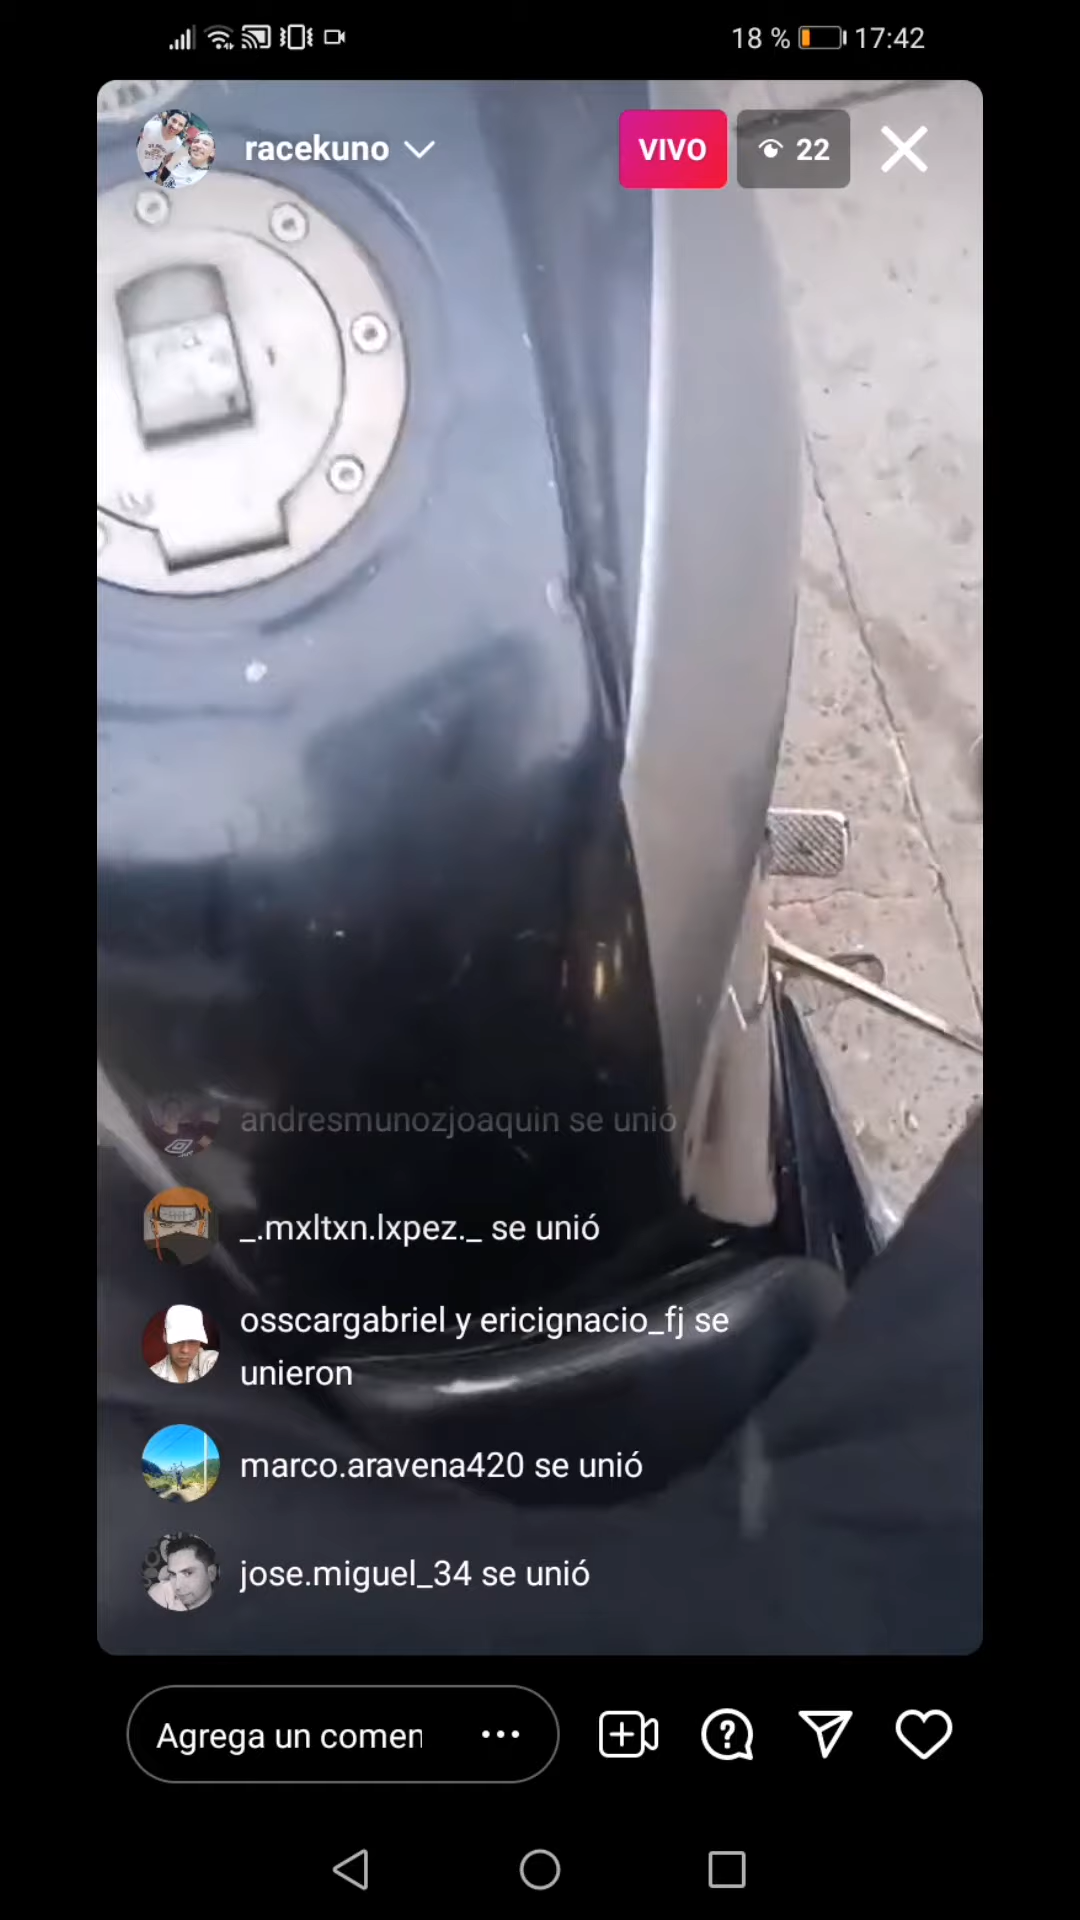 18 % 17:42
racekuno VIVO 22
andresmunozjoaquin se unió
_.mxltxn.lxpez._ se unió
osscargabriel y ericignacio_fj se
unieron
marco.aravena420 se unió
jose.miguel_34 se unió
Agrega un comen